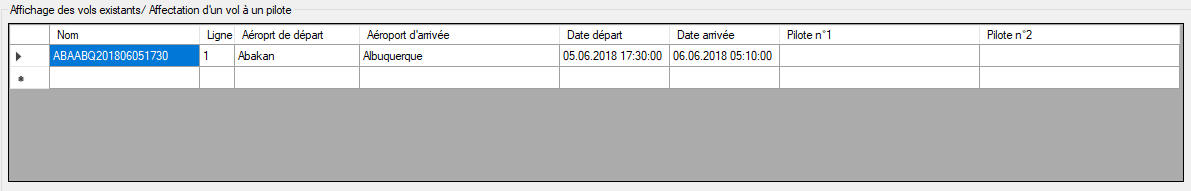 Affichage des vols existants/ Affectation d'un vol à un pilote
Nom Ligne Aéroprt de départ Aéroport d'arrivée Date départ Date arrivée Pilote n°1 Pilote n°2
ABAABQ201806051730 1 Abakan Albuquerque 05.06.2018 17:30:00 06.06.2018 05:10:00